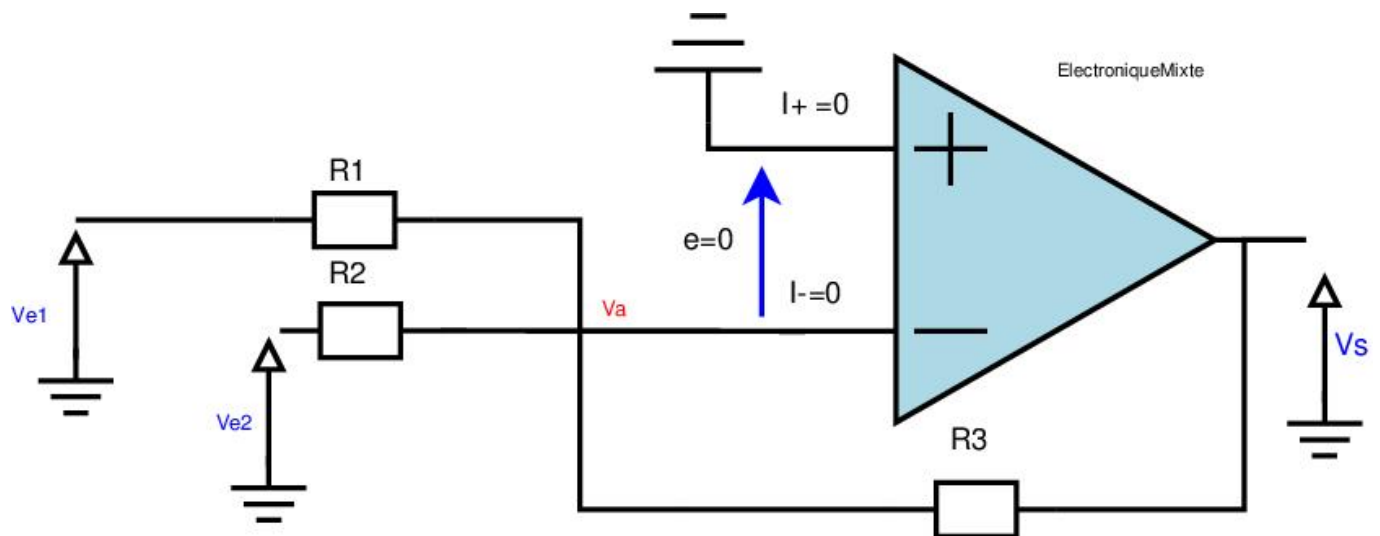 ElectroniqueMixte
I+ =0
R1
e=0
R2
I-=0
Va
Ve1
Vs
Ve2
R3